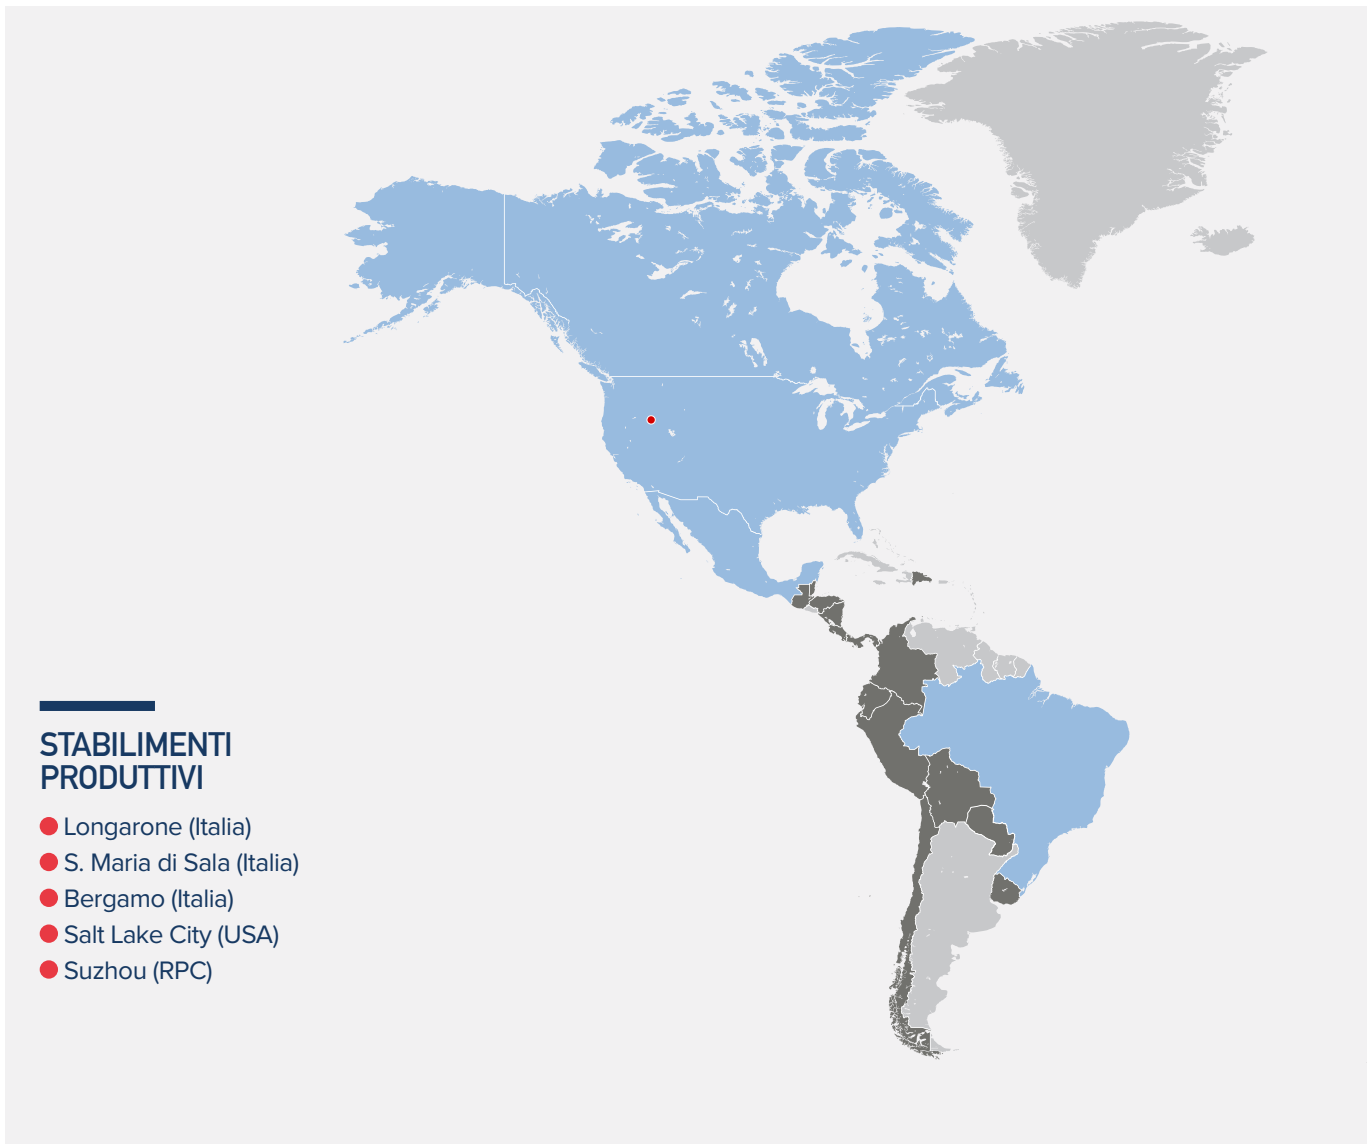 STABILIMENTI
PRODUTTIVI
Longarone (Italia)
S. Maria di Sala (Italia)
Bergamo (Italia)
Salt Lake City (USA)
Suzhou (RPC)